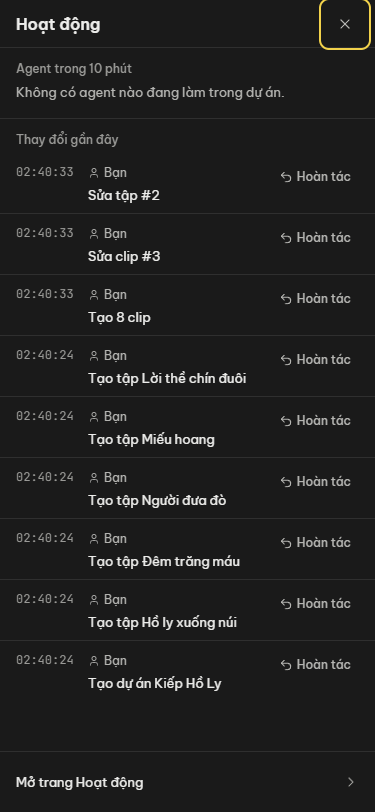 Hoạt động
Agent trong 10 phút
Không có agent nào đang làm trong dự án.
Thay đổi gần đây
02:40:33 Bạn Hoàn tác
Sửa tập #2
02:40:33 Bạn Hoàn tác
Sửa clip #3
02:40:33 Bạn Hoàn tác
Tạo 8 clip
02:40:24 Bạn Hoàn tác
Tạo tập Lời thề chín đuôi
02:40:24 Bạn Hoàn tác
Tạo tập Miếu hoang
02:40:24 Bạn Hoàn tác
Tạo tập Người đưa đò
02:40:24 Bạn Hoàn tác
Tạo tập Đêm trăng máu
02:40:24 Bạn Hoàn tác
Tạo tập Hồ ly xuống núi
02:40:24 Bạn Hoàn tác
Tạo dự án Kiếp Hồ Ly
Mở trang Hoạt động